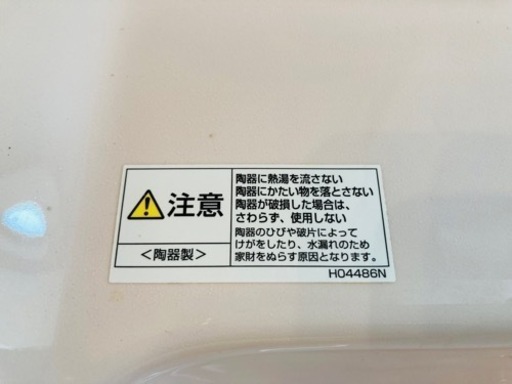 注意
<陶器製>
陶器に熱湯を流さない
陶器にかたい物を落とさない
陶器が破損した場合は、
さわらず、使用しない
陶器のひびや破片によって
けがをしたり、水漏れのため
家財をぬらす原因となります。
H04486N